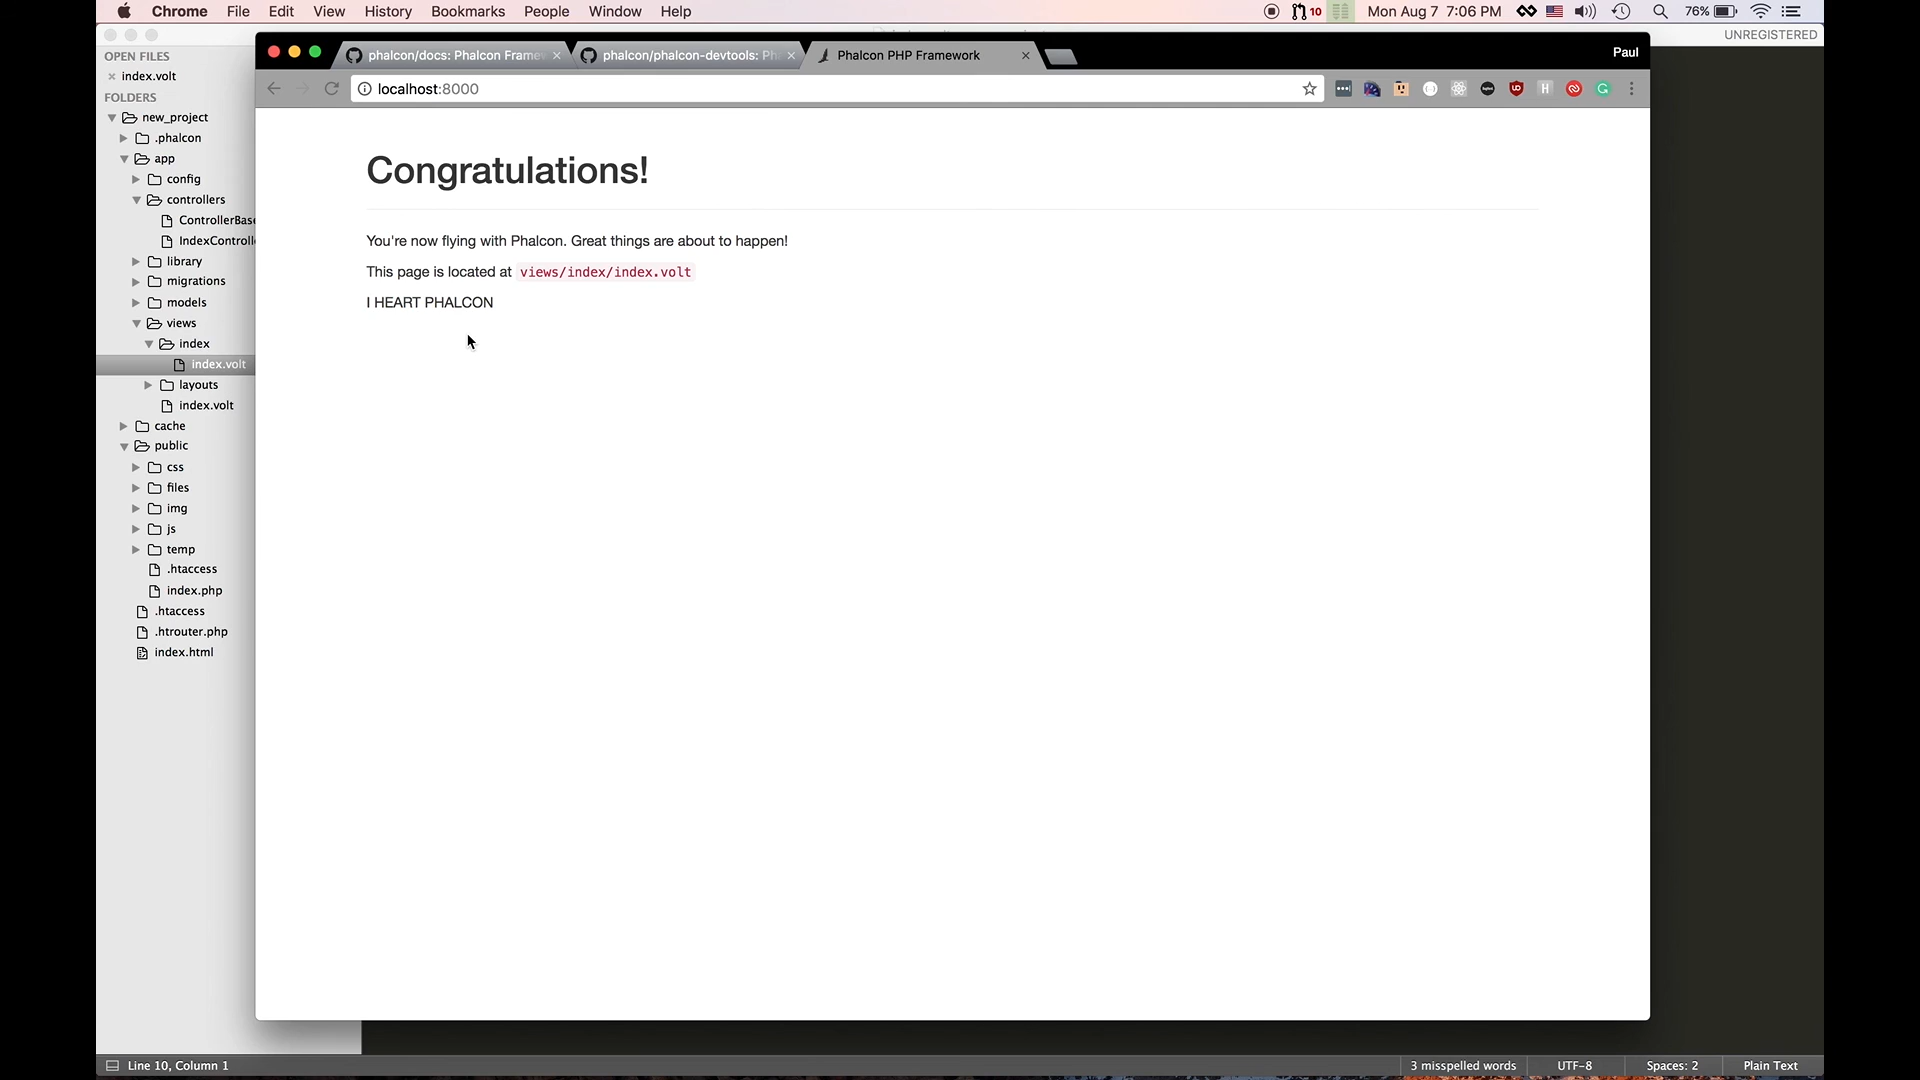 Chrome File Edit View History Bookmarks People Window Help 10 Mon Aug 7 7:06 PM 76%
UNREGISTERED
OPEN FILES
index.volt
FOLDERS
new_project
.phalcon
app
config
controllers
ControllerBase
IndexControlle
library
migrations
models
views
index
index.volt
layouts
index.volt
cache
public
css
files
img
js
temp
.htaccess
index.php
.htaccess
.htrouter.php
index.html
phalcon/docs: Phalcon Framew phalcon/phalcon-devtools: Ph Phalcon PHP Framework Paul
localhost:8000
Congratulations!
You're now flying with Phalcon. Great things are about to happen!
This page is located at views/index/index.volt
I HEART PHALCON
Line 10, Column 1 3 misspelled words UTF-8 Spaces: 2 Plain Text